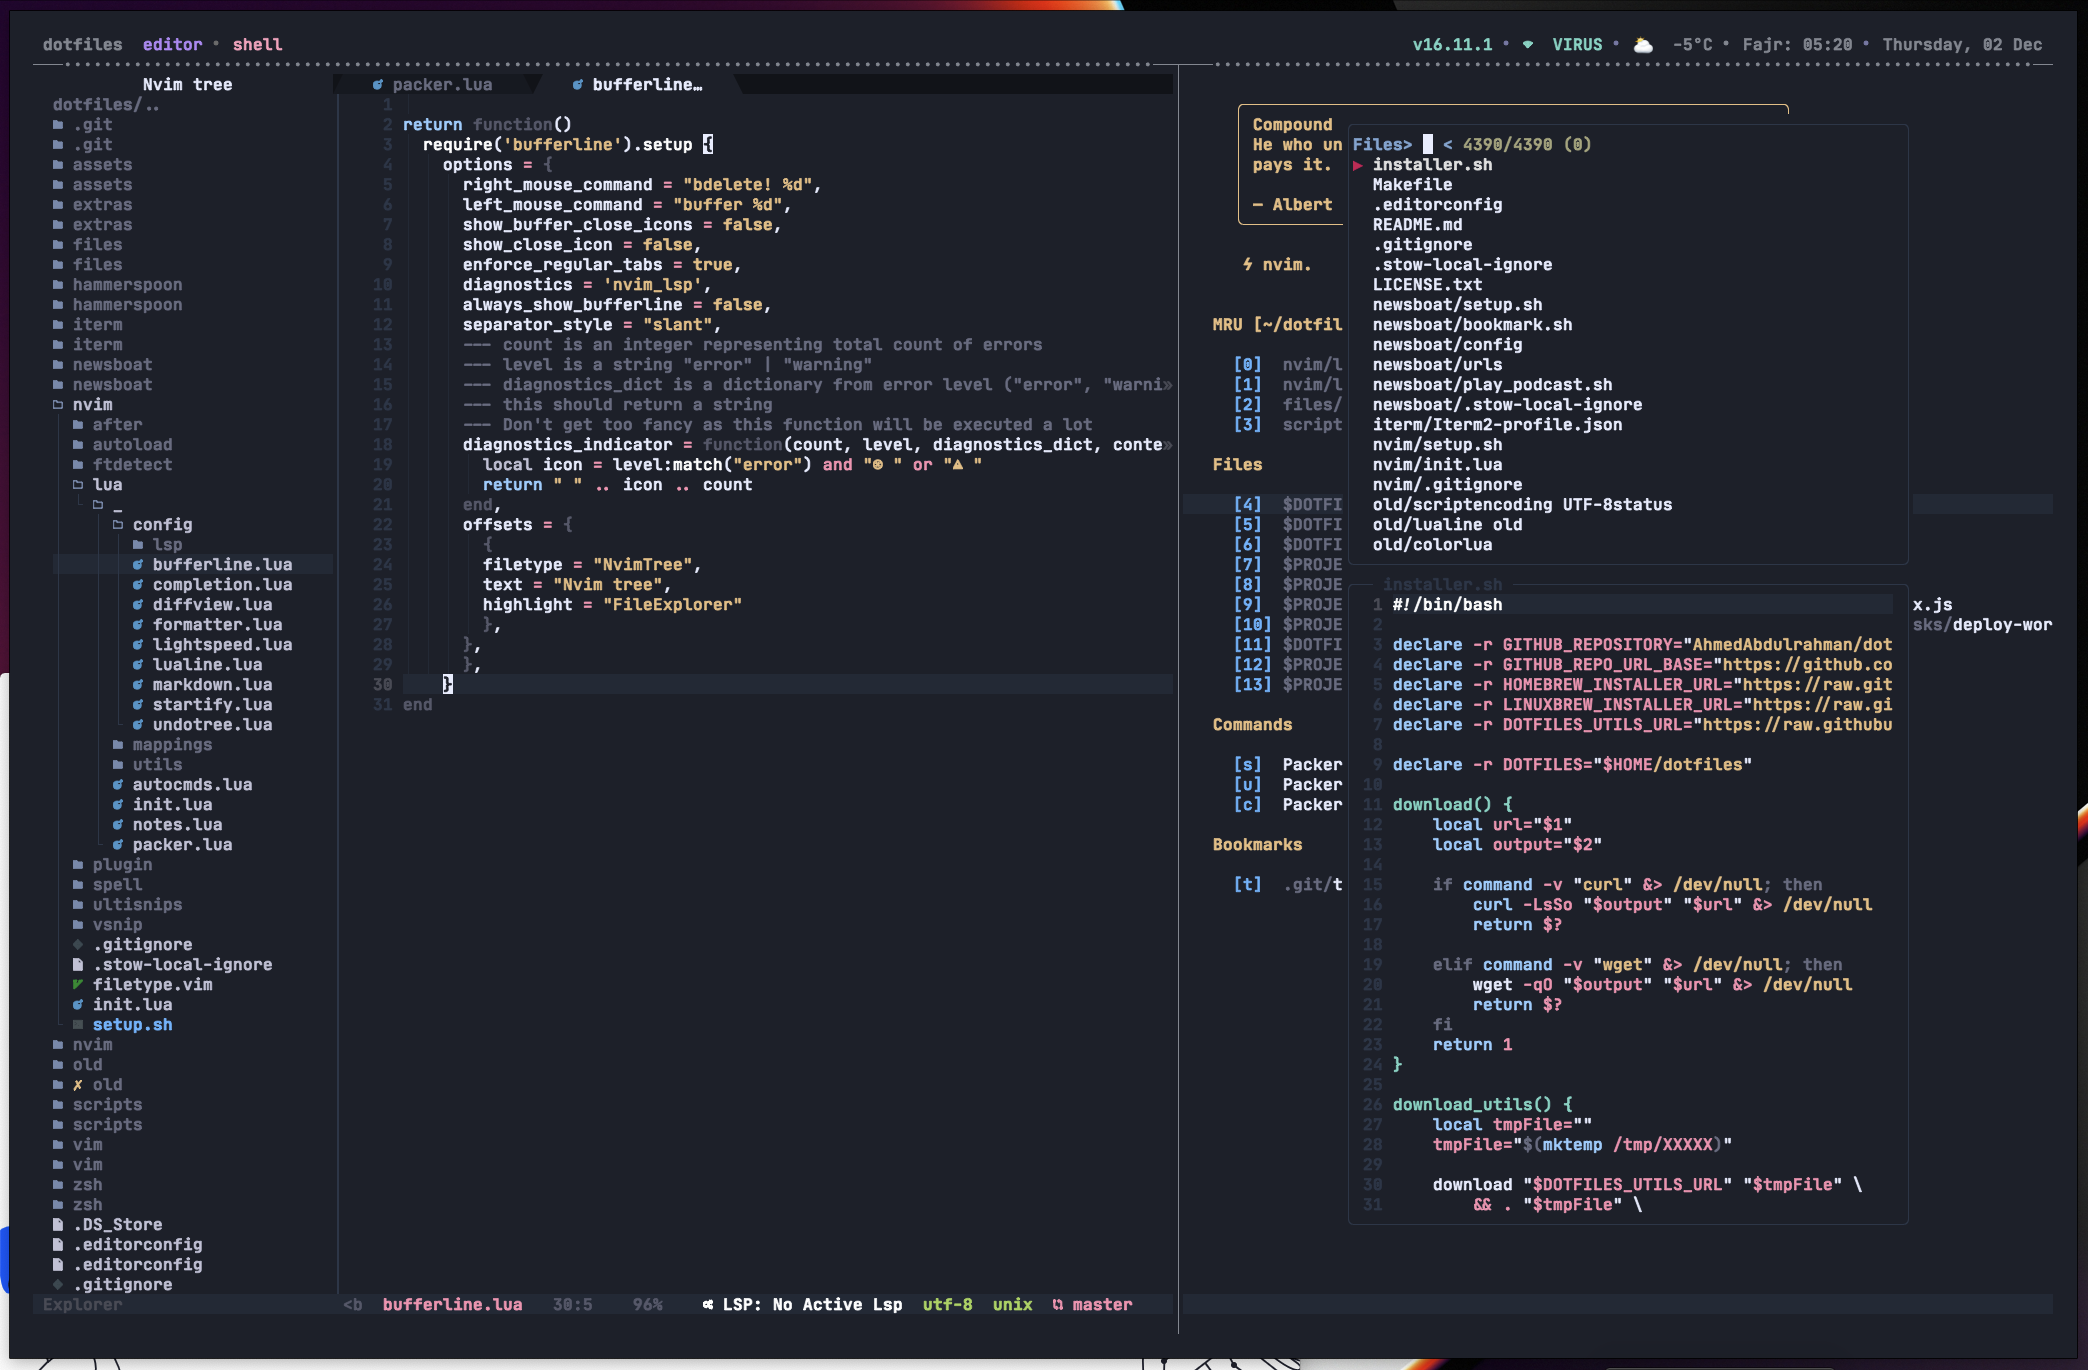 dotfiles editor • shell
v16.11.1 • VIRUS • -5°C • Fajr: 05:20 • Thursday, 02 Dec
Nvim tree
dotfiles/..
.git
.git
assets
assets
extras
extras
files
files
hammerspoon
hammerspoon
iterm
iterm
newsboat
newsboat
nvim
after
autoload
ftdetect
lua
_
config
lsp
bufferline.lua
completion.lua
diffview.lua
formatter.lua
lightspeed.lua
lualine.lua
markdown.lua
startify.lua
undotree.lua
mappings
utils
autocmds.lua
init.lua
notes.lua
packer.lua
plugin
spell
ultisnips
vsnip
.gitignore
.stow-local-ignore
filetype.vim
init.lua
setup.sh
nvim
old
✗ old
scripts
scripts
vim
vim
zsh
zsh
.DS_Store
.editorconfig
.editorconfig
.gitignore
Explorer
packer.lua bufferline…
1
2 return function()
3 require('bufferline').setup {
4 options = {
5 right_mouse_command = "bdelete! %d",
6 left_mouse_command = "buffer %d",
7 show_buffer_close_icons = false,
8 show_close_icon = false,
9 enforce_regular_tabs = true,
10 diagnostics = 'nvim_lsp',
11 always_show_bufferline = false,
12 separator_style = "slant",
13 --- count is an integer representing total count of errors
14 --- level is a string "error" | "warning"
15 --- diagnostics_dict is a dictionary from error level ("error", "warni»
16 --- this should return a string
17 --- Don't get too fancy as this function will be executed a lot
18 diagnostics_indicator = function(count, level, diagnostics_dict, conte»
19 local icon = level:match("error") and " " or " "
20 return " " .. icon .. count
21 end,
22 offsets = {
23 {
24 filetype = "NvimTree",
25 text = "Nvim tree",
26 highlight = "FileExplorer"
27 },
28 },
29 },
30 }
31 end
<b bufferline.lua 30:5 96% LSP: No Active Lsp utf-8 unix master
Compound
He who un
pays it.
— Albert
⚡ nvim.
MRU [~/dotfil
[0] nvim/l
[1] nvim/l
[2] files/
[3] script
Files
[4] $DOTFI
[5] $DOTFI
[6] $DOTFI
[7] $PROJE
[8] $PROJE
[9] $PROJE
[10] $PROJE
[11] $DOTFI
[12] $PROJE
[13] $PROJE
x.js
sks/deploy-wor
Commands
[s] Packer
[u] Packer
[c] Packer
Bookmarks
[t] .git/t
Files> < 4390/4390 (0)
▶ installer.sh
Makefile
.editorconfig
README.md
.gitignore
.stow-local-ignore
LICENSE.txt
newsboat/setup.sh
newsboat/bookmark.sh
newsboat/config
newsboat/urls
newsboat/play_podcast.sh
newsboat/.stow-local-ignore
iterm/Iterm2-profile.json
nvim/setup.sh
nvim/init.lua
nvim/.gitignore
old/scriptencoding UTF-8status
old/lualine old
old/colorlua
installer.sh
1 #!/bin/bash
2
3 declare -r GITHUB_REPOSITORY="AhmedAbdulrahman/dot
4 declare -r GITHUB_REPO_URL_BASE="https://github.co
5 declare -r HOMEBREW_INSTALLER_URL="https://raw.git
6 declare -r LINUXBREW_INSTALLER_URL="https://raw.gi
7 declare -r DOTFILES_UTILS_URL="https://raw.githubu
8
9 declare -r DOTFILES="$HOME/dotfiles"
10
11 download() {
12 local url="$1"
13 local output="$2"
14
15 if command -v "curl" &> /dev/null; then
16 curl -LsSo "$output" "$url" &> /dev/null
17 return $?
18
19 elif command -v "wget" &> /dev/null; then
20 wget -qO "$output" "$url" &> /dev/null
21 return $?
22 fi
23 return 1
24 }
25
26 download_utils() {
27 local tmpFile=""
28 tmpFile="$(mktemp /tmp/XXXXX)"
29
30 download "$DOTFILES_UTILS_URL" "$tmpFile" \
31 && . "$tmpFile" \